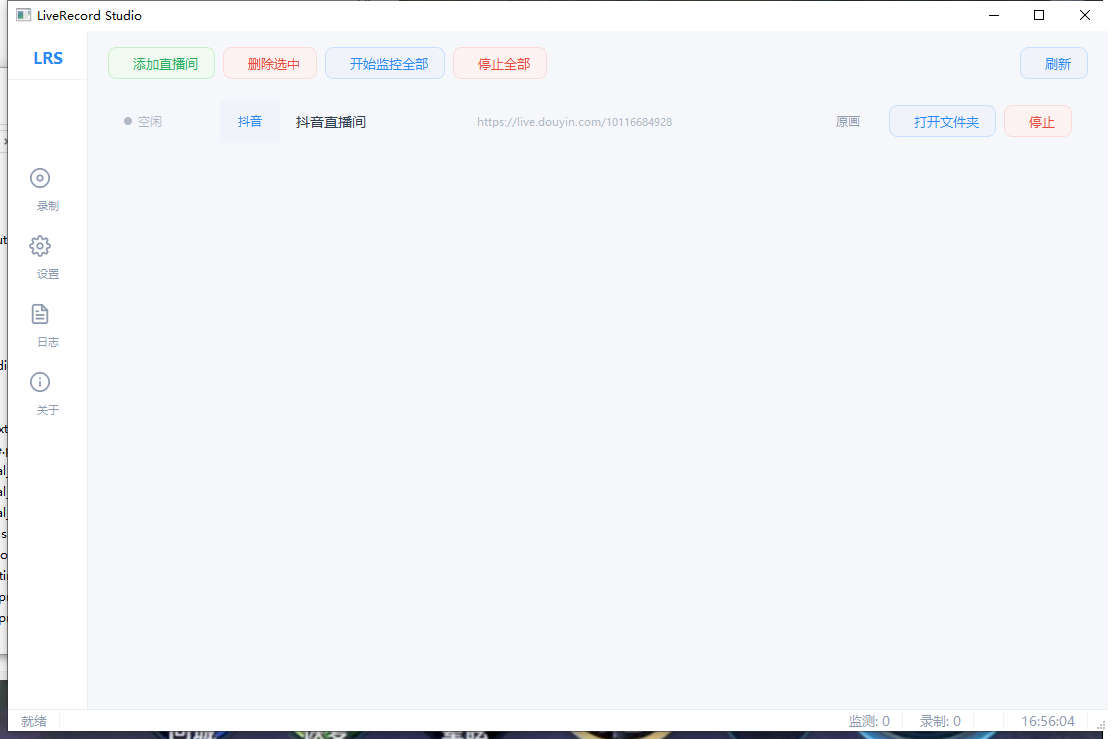 LiveRecord Studio
LRS
添加直播间 删除选中 开始监控全部 停止全部 刷新
空闲 抖音 抖音直播间 https://live.douyin.com/10116684928 原画 打开文件夹 停止
录制
设置
日志
关于
就绪 监测: 0 录制: 0 16:56:04